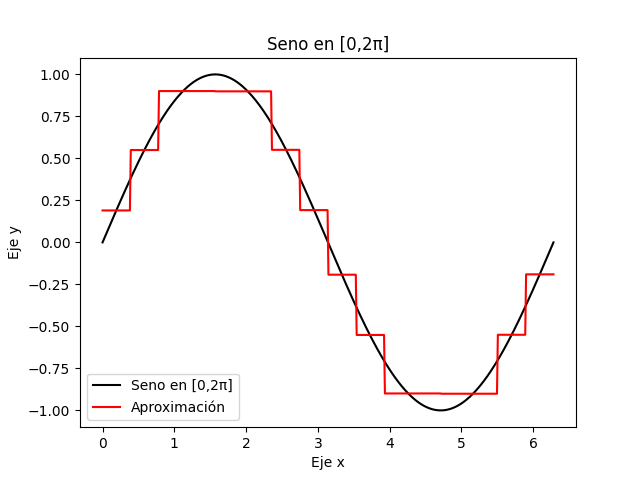 Seno en [0,2π]
1.00
0.75
0.50
0.25
0.00
−0.25
−0.50
−0.75
−1.00
Eje y
Seno en [0,2π]
Aproximación
0 1 2 3 4 5 6
Eje x